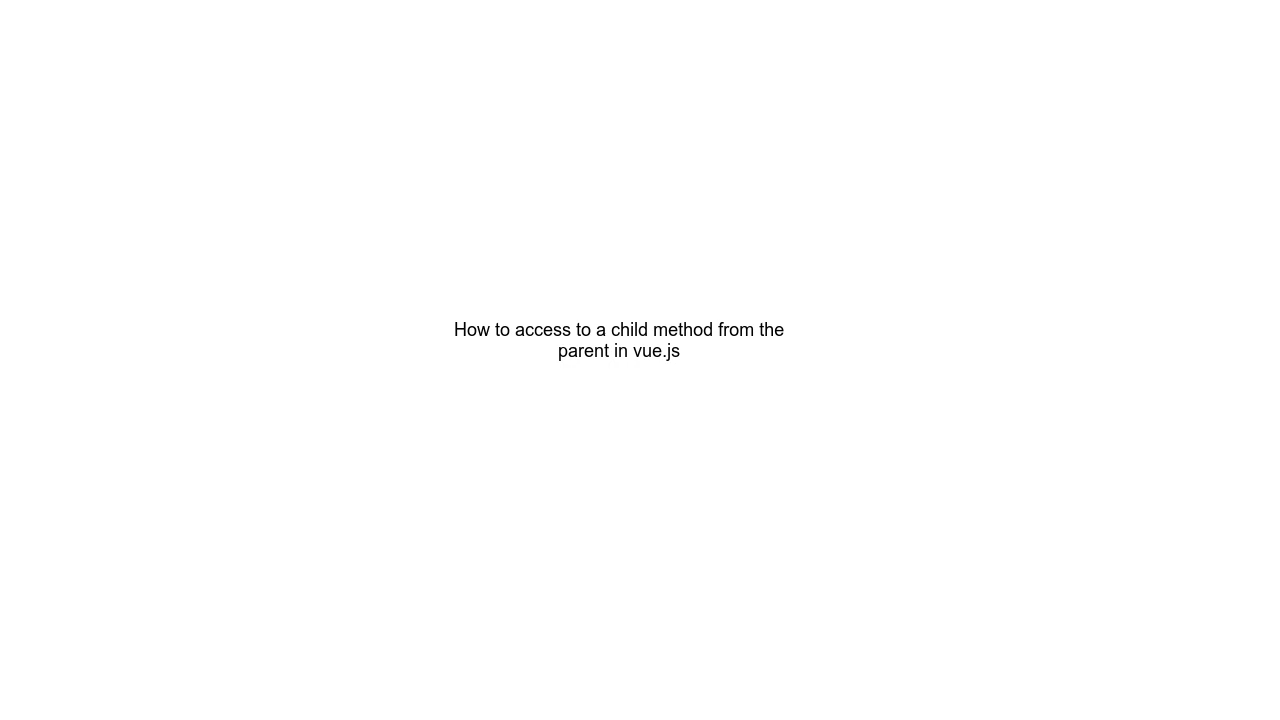 How to access to a child method from the
parent in vue.js